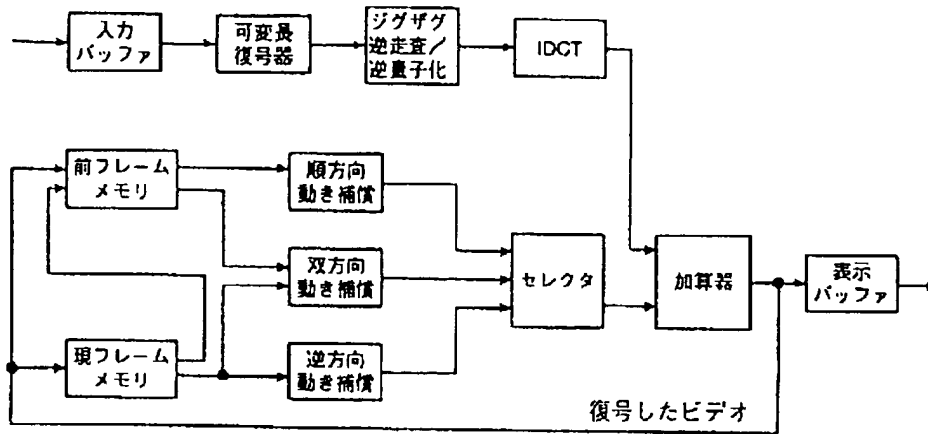 入力
バッファ
可変長
復号器
ジグザグ
逆走査／
逆量子化
IDCT
前フレーム
メモリ
順方向
動き補償
双方向
動き補償
セレクタ
加算器
表示
バッファ
現フレーム
メモリ
逆方向
動き補償
復号したビデオ